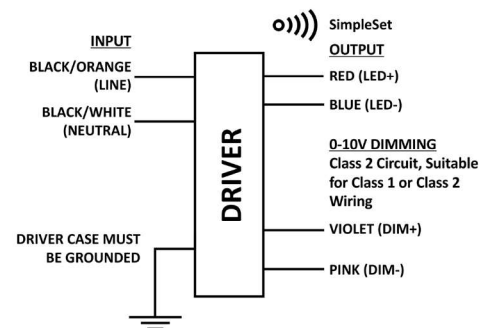 SimpleSet
INPUT
OUTPUT
BLACK/ORANGE
(LINE)
RED (LED+)
BLACK/WHITE
(NEUTRAL)
BLUE (LED-)
DRIVER
0-10V DIMMING
Class 2 Circuit, Suitable
for Class 1 or Class 2
Wiring
DRIVER CASE MUST
BE GROUNDED
VIOLET (DIM+)
PINK (DIM-)